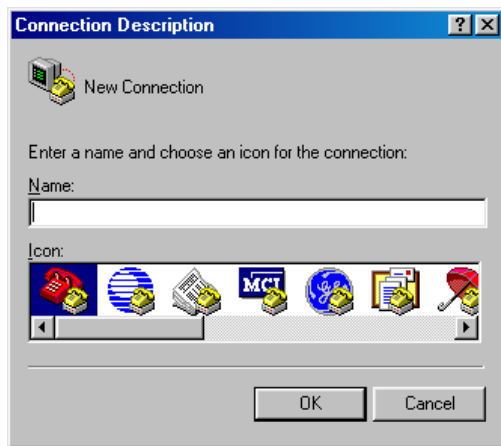 Connection Description
New Connection
Enter a name and choose an icon for the connection:
Name:
Icon:
MCI
OK
Cancel